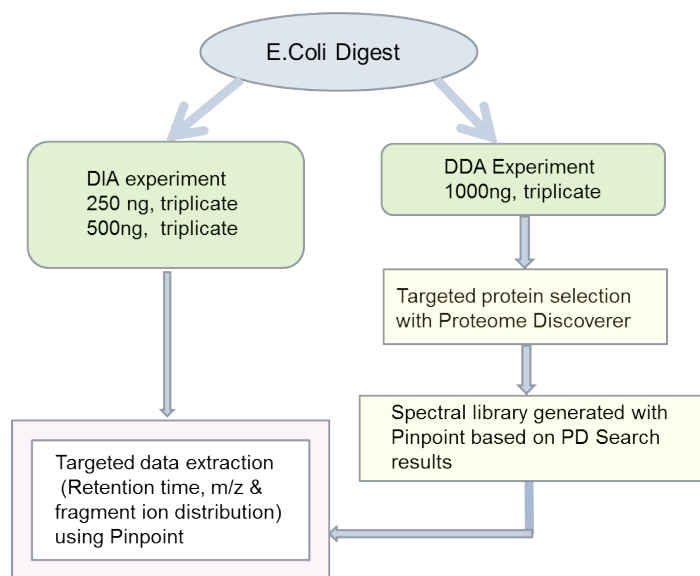 E.Coli Digest
DIA experiment
250 ng, triplicate
500ng, triplicate
DDA Experiment
1000ng, triplicate
Targeted protein selection
with Proteome Discoverer
Spectral library generated with
Pinpoint based on PD Search
results
Targeted data extraction
(Retention time, m/z &
fragment ion distribution)
using Pinpoint